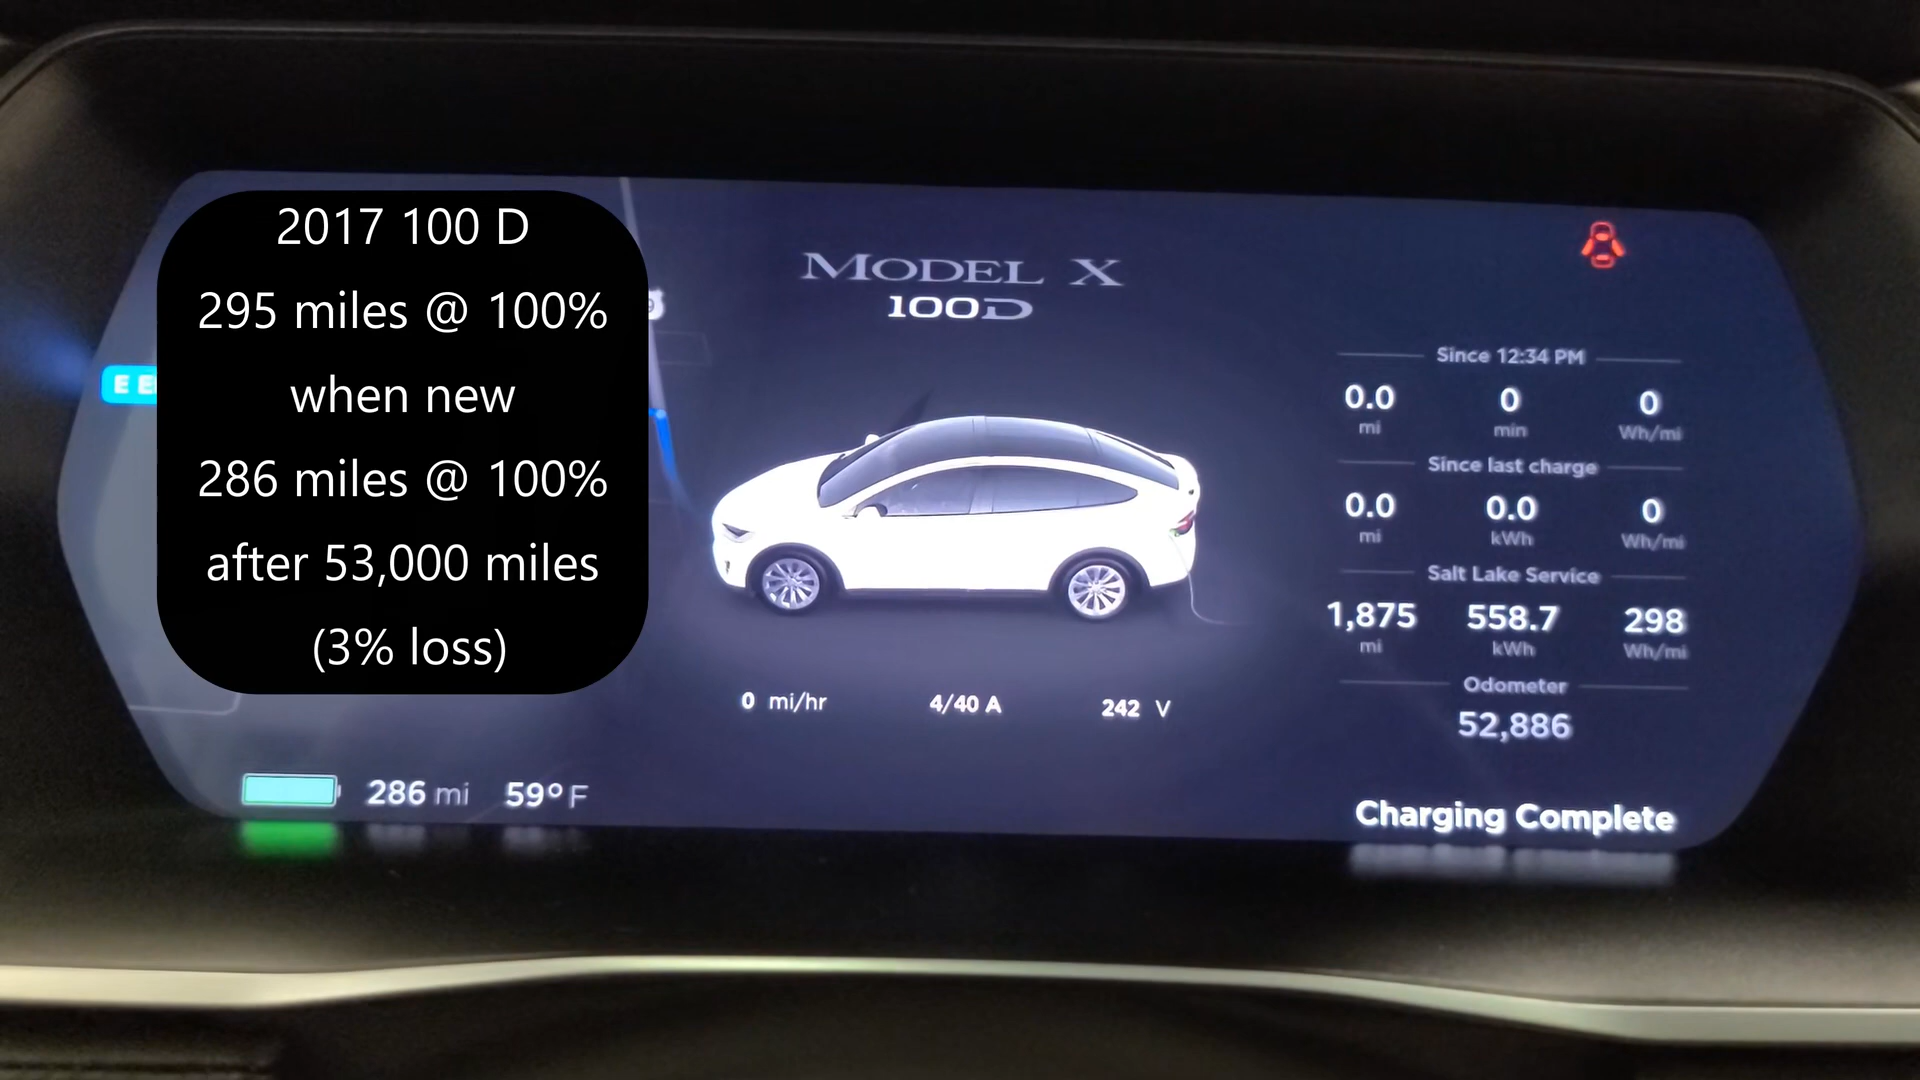 2017 100 D
295 miles @ 100%
when new
286 miles @ 100%
after 53,000 miles
(3% loss)
E E
MODEL X
100D
Since 12:34 PM
0.0 0 0
mi min Wh/mi
Since last charge
0.0 0.0 0
mi kWh Wh/mi
Salt Lake Service
1,875 558.7 298
mi kWh Wh/mi
Odometer
52,886
0 mi/hr 4/40 A 242 V
286 mi 59° F
Charging Complete